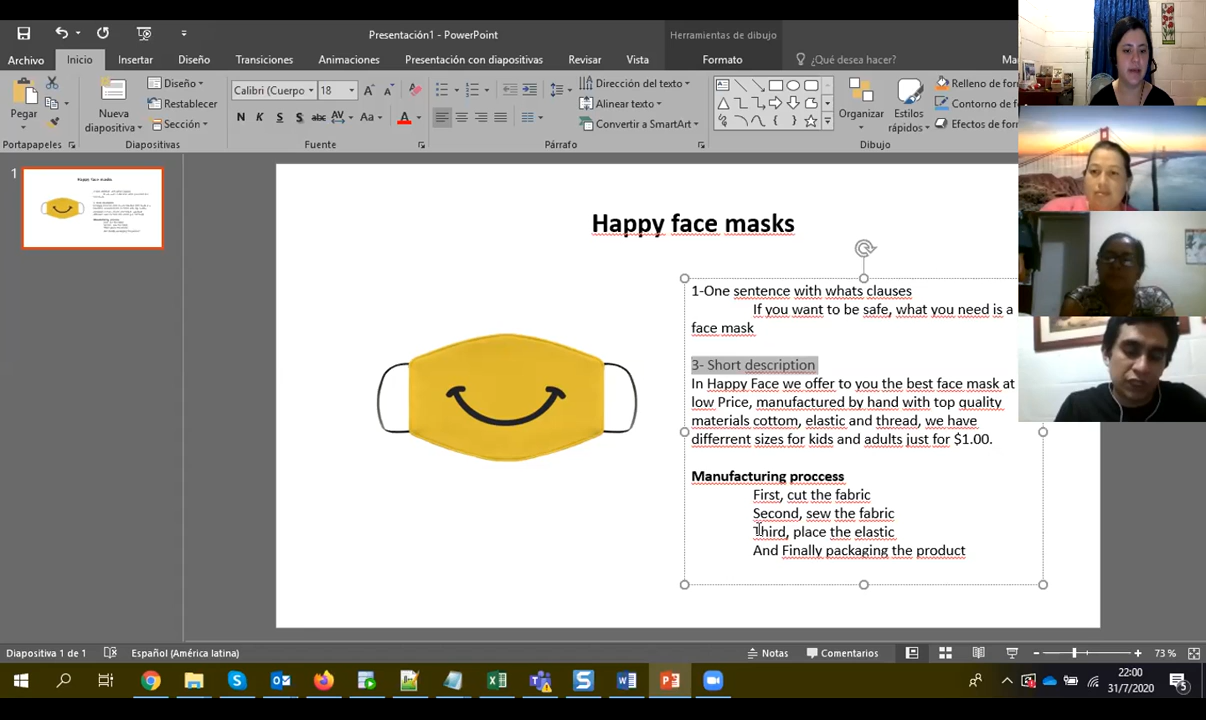 Presentación1 - PowerPoint
Herramientas de dibujo
Archivo Inicio Insertar Diseño Transiciones Animaciones Presentación con diapositivas Revisar Vista Formato ¿Qué desea hacer?
Pegar
Portapapeles
Nueva diapositiva
Diseño
Restablecer
Sección
Diapositivas
Calibri (Cuerpo 18
N K S S abc AV Aa A
Fuente
Dirección del texto
Alinear texto
Convertir a SmartArt
Párrafo
Organizar
Estilos rápidos
Relleno de
Contorno de
Efectos de
Dibujo
1
Happy face masks
1-One sentence with whats clauses
If you want to be safe, what you need is a
face mask
3- Short description
In Happy Face we offer to you the best face mask at
low Price, manufactured by hand with top quality
materials cottom, elastic and thread, we have
differrent sizes for kids and adults just for $1.00.
Manufacturing proccess
First, cut the fabric
Second, sew the fabric
Third, place the elastic
And Finally packaging the product
Diapositiva 1 de 1 Español (América latina) Notas Comentarios 73 %
22:00
31/7/2020
5